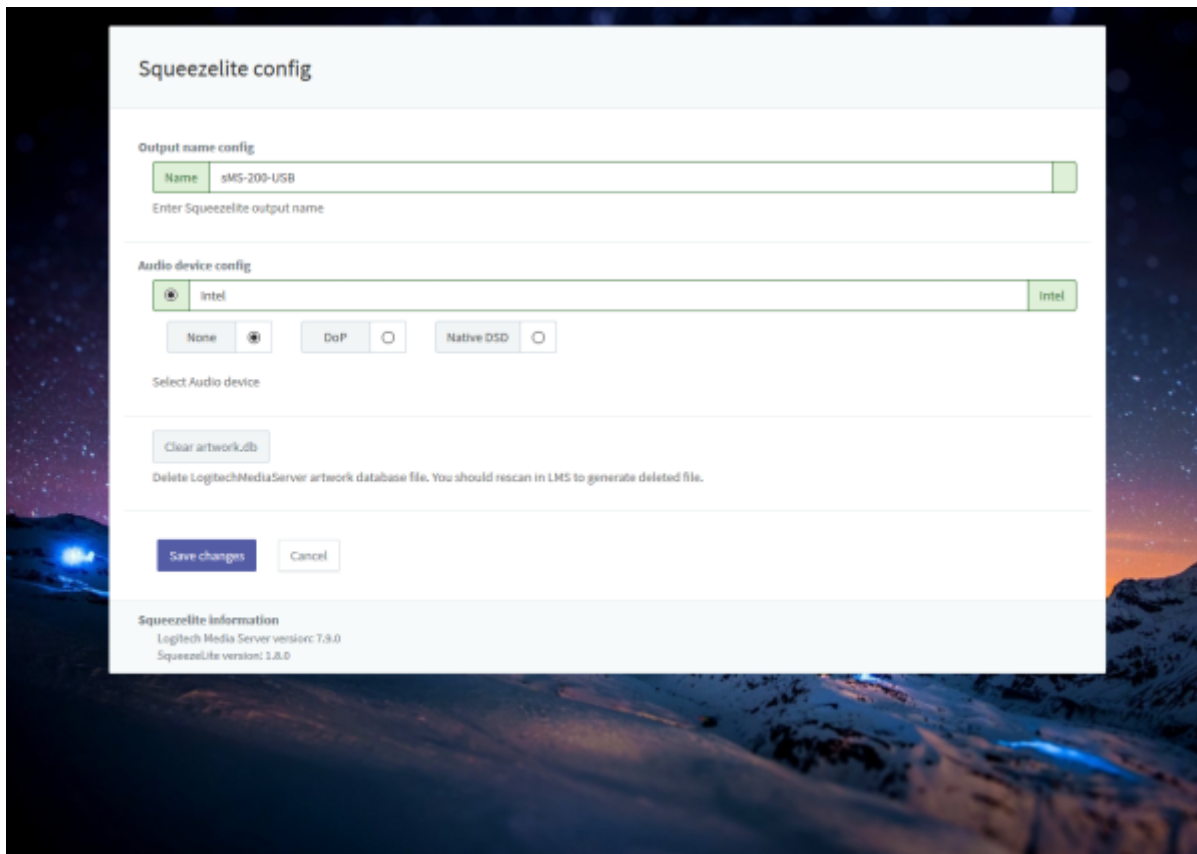 Squeezelite config
Output name config
Name sMS-200-USB
Enter Squeezelite output name
Audio device config
Intel Intel
None DoP Native DSD
Select Audio device
Clear artwork.db
Delete LogitechMediaServer artwork database file. You should rescan in LMS to generate deleted file.
Save changes Cancel
Squeezelite information
Logitech Media Server version: 7.9.0
SqueezeLite version: 1.8.0